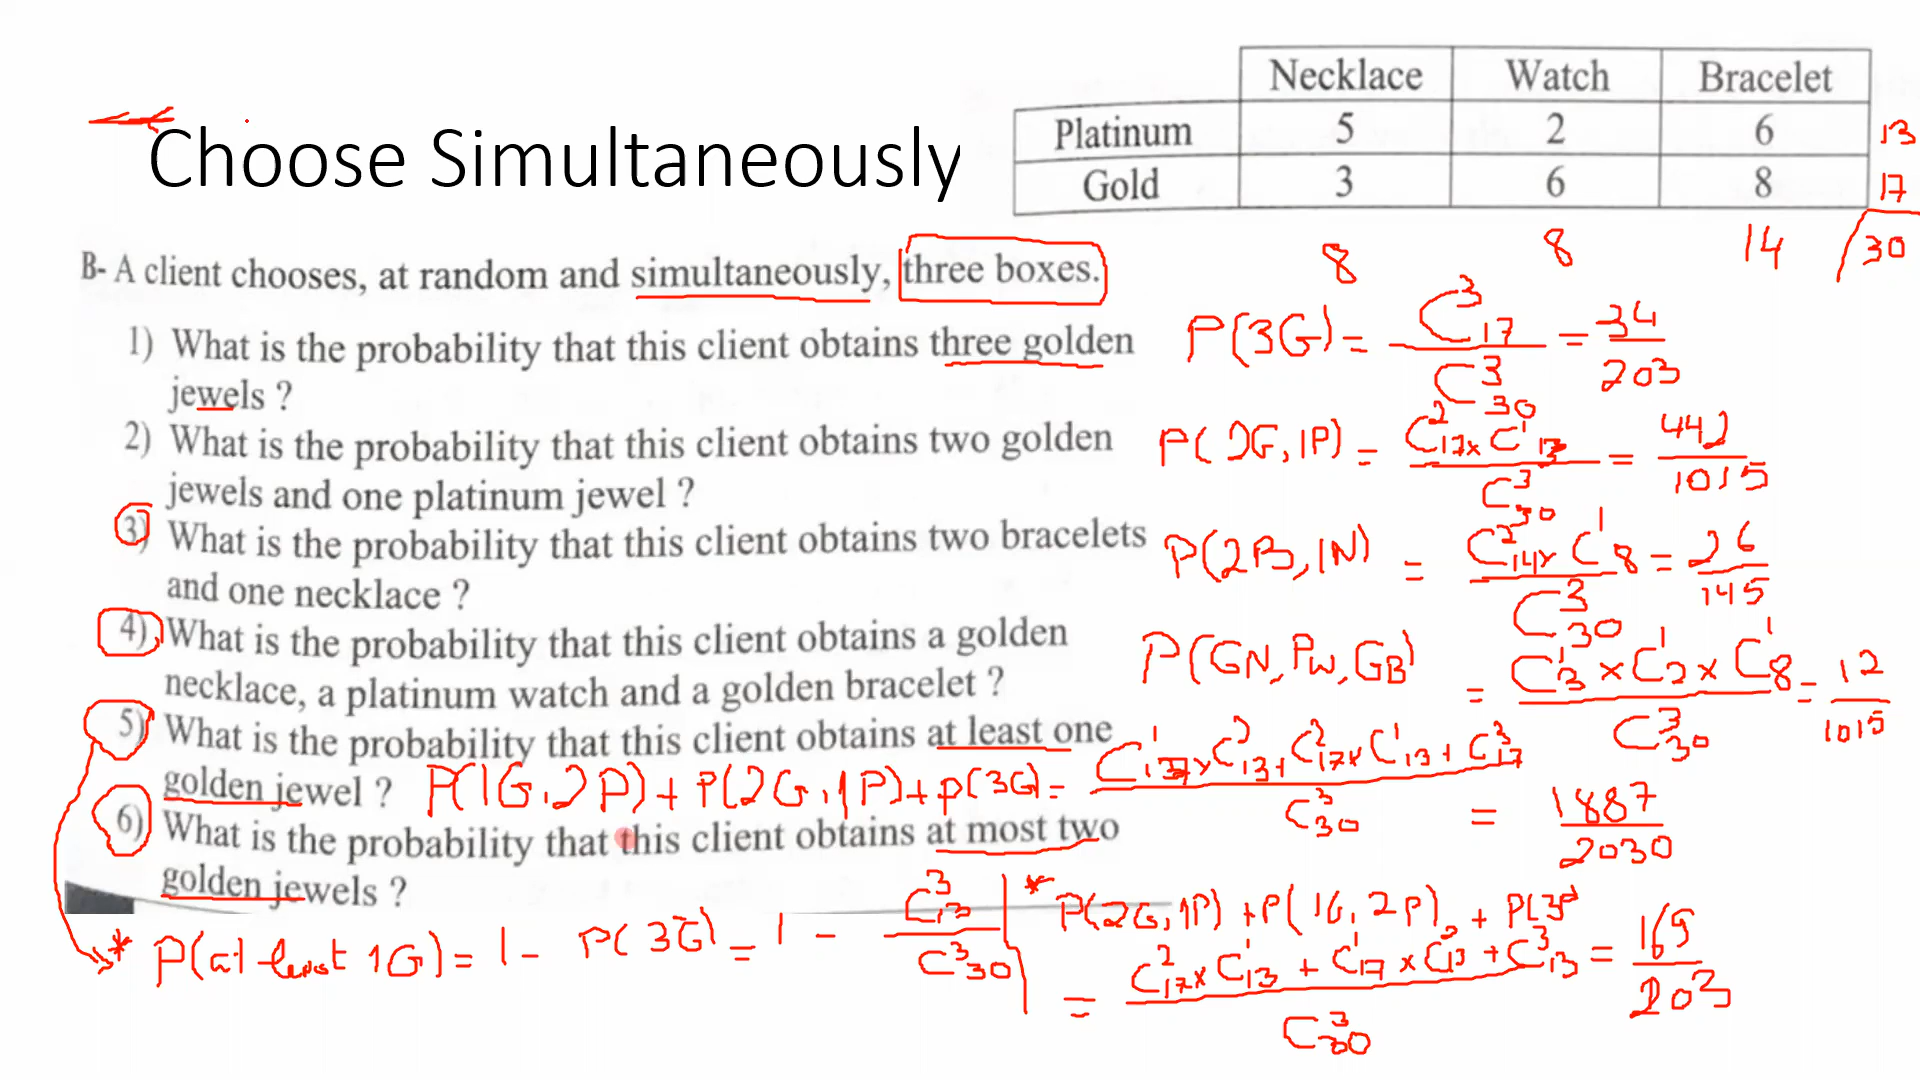 Choose Simultaneously
Necklace Watch Bracelet
Platinum 5 2 6 13
Gold 3 6 8 17
8 8 14 30
B- A client chooses, at random and simultaneously, three boxes.
1) What is the probability that this client obtains three golden
jewels ?
P(3G) = C³₁₇ / C³₃₀ = 34/203
2) What is the probability that this client obtains two golden
jewels and one platinum jewel ?
P(2G, 1P) = C²₁₇ × C¹₁₃ / C³₃₀ = 442/1015
3) What is the probability that this client obtains two bracelets
and one necklace ?
P(2B, 1N) = C²₁₄ × C¹₈ / C³₃₀ = 26/145
4) What is the probability that this client obtains a golden
necklace, a platinum watch and a golden bracelet ?
P(GN, PW, GB) = C¹₃ × C¹₂ × C¹₈ / C³₃₀ = 12/1015
5) What is the probability that this client obtains at least one
golden jewel ?
P(1G, 2P) + P(2G, 1P) + P(3G) = C¹₁₇ × C²₁₃ + C²₁₇ × C¹₁₃ + C³₁₇ / C³₃₀ = 1887/2030
6) What is the probability that this client obtains at most two
golden jewels ?
* P(at least 1G) = 1 - P(3G̅) = 1 - C³₁₃ / C³₃₀
* P(2G, 1P) + P(1G, 2P) + P(3P
= C²₁₇ × C¹₁₃ + C¹₁₇ × C²₁₃ + C³₁₃ / C³₃₀ = 169/203